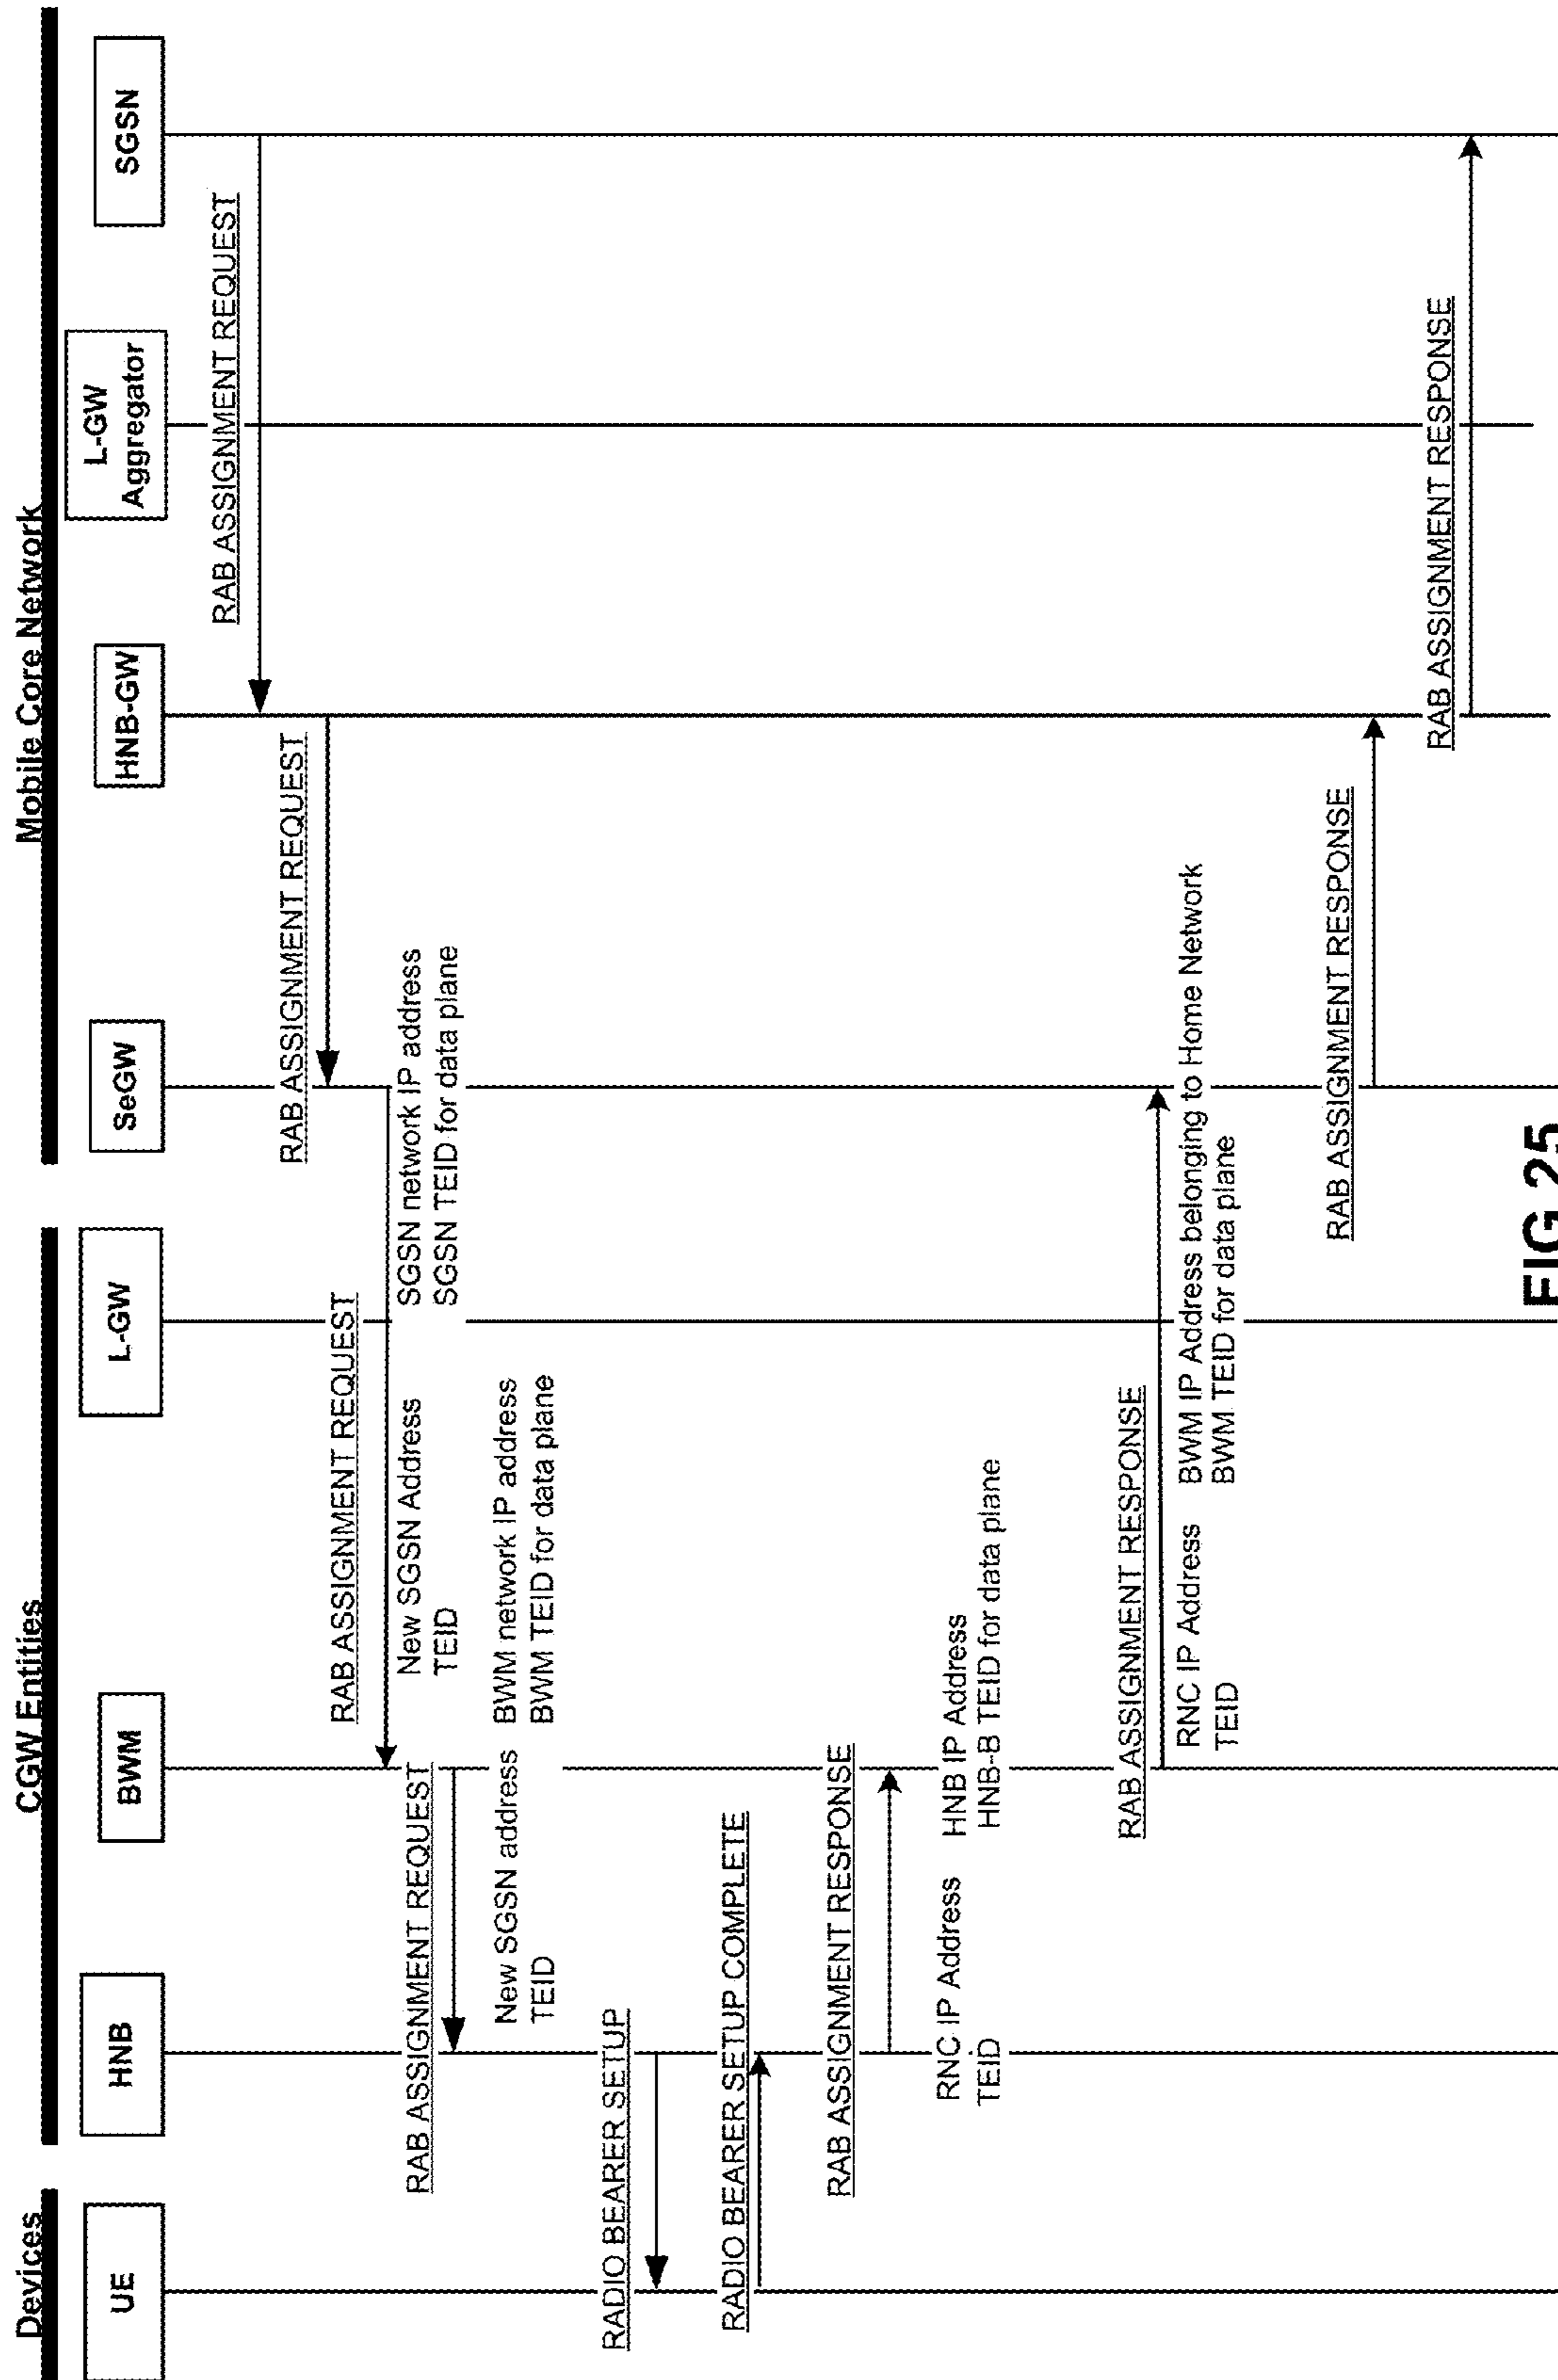 Devices
CGW Entities
Mobile Core Network
UE
HNB
BWM
L-GW
SeGW
HNB-GW
L-GW
Aggregator
SGSN
RAB ASSIGNMENT REQUEST
RAB ASSIGNMENT REQUEST
RAB ASSIGNMENT REQUEST
New SGSN Address
TEID
SGSN network IP address
SGSN TEID for data plane
RAB ASSIGNMENT REQUEST
New SGSN address
TEID
BWM network IP address
BWM TEID for data plane
RADIO BEARER SETUP
RADIO BEARER SETUP COMPLETE
RAB ASSIGNMENT RESPONSE
RNC IP Address
TEID
HNB IP Address
HNB-B TEID for data plane
RAB ASSIGNMENT RESPONSE
RNC IP Address
TEID
BWM IP Address belonging to Home Network
BWM TEID for data plane
RAB ASSIGNMENT RESPONSE
RAB ASSIGNMENT RESPONSE
FIG 25